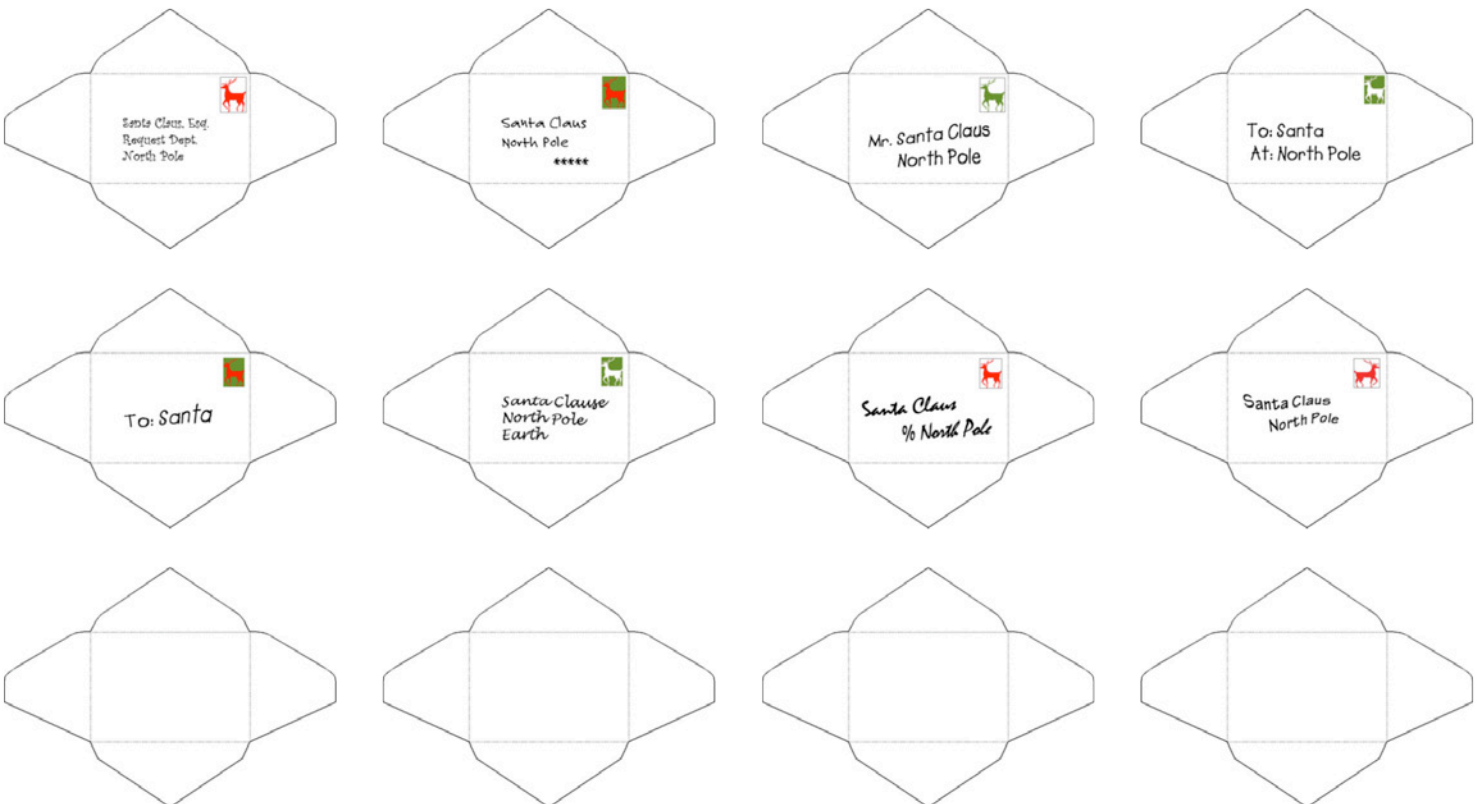 Santa Claus, Esq.
Request Dept.
North Pole
Santa Claus
North Pole
*****
Mr. Santa Claus
North Pole
To: Santa
At: North Pole
To: Santa
Santa Clause
North Pole
Earth
Santa Claus
% North Pole
Santa Claus
North Pole